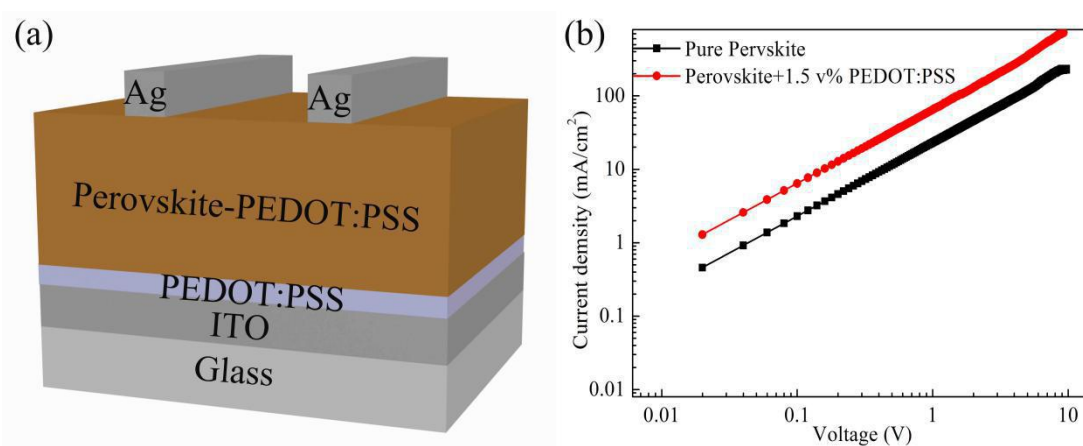 (a)
Ag
Ag
Perovskite-PEDOT:PSS
PEDOT:PSS
ITO
Glass
(b)
Pure Pervskite
Perovskite+1.5 v% PEDOT:PSS
Current demsity (mA/cm²)
100
10
1
0.1
0.01
0.01
0.1
1
10
Voltage (V)